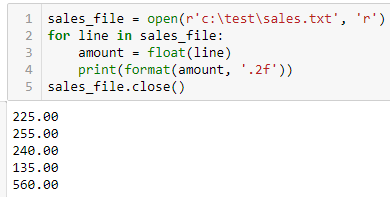 1 sales_file = open(r'c:\test\sales.txt', 'r')
2 for line in sales_file:
3     amount = float(line)
4     print(format(amount, '.2f'))
5 sales_file.close()
225.00
255.00
240.00
135.00
560.00